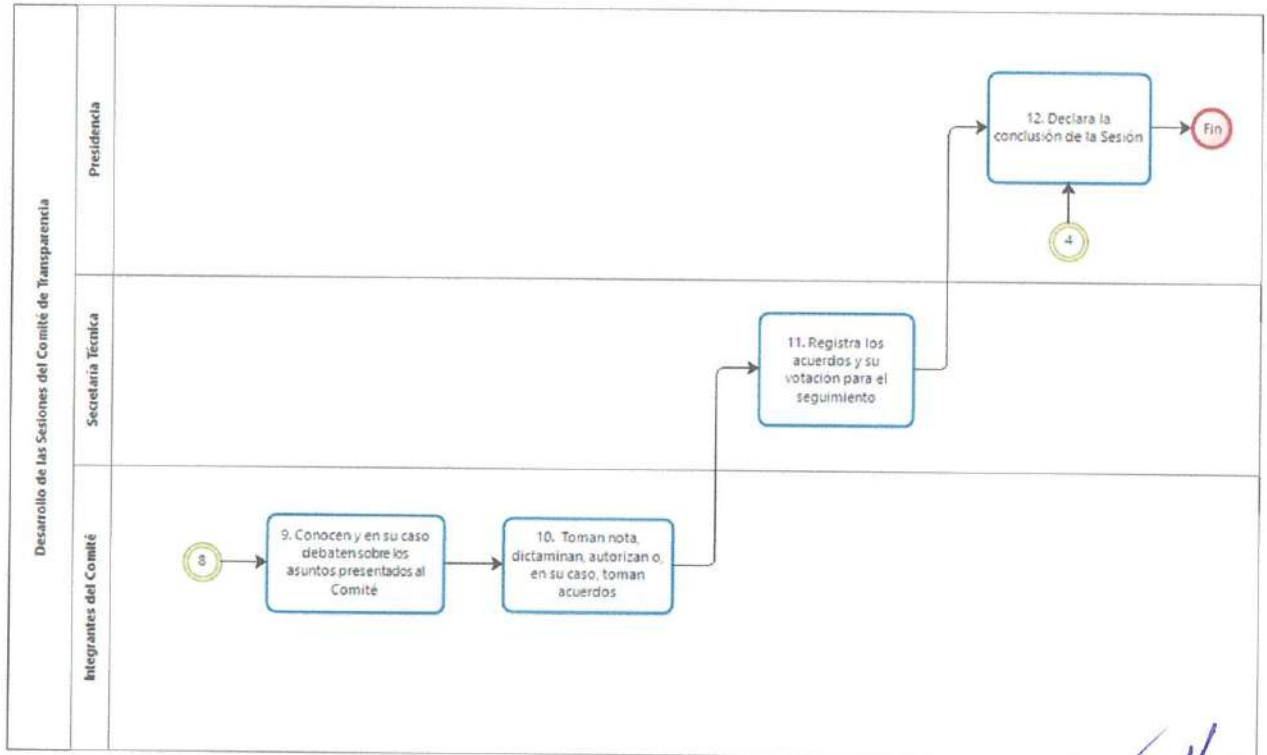 Desarrollo de las Sesiones del Comité de Transparencia
Presidencia
12. Declara la
conclusión de la Sesión
Fin
4
Secretaría Técnica
11. Registra los
acuerdos y su
votación para el
seguimiento
Integrantes del Comité
8
9. Conocen y en su caso
debaten sobre los
asuntos presentados al
Comité
10. Toman nota,
dictaminan, autorizan o,
en su caso, toman
acuerdos